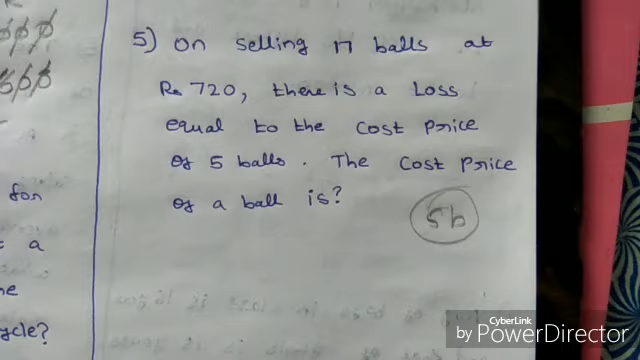 5) On selling 17 balls at
Rs 720, there is a Loss
equal to the cost price
of 5 balls. The cost price
of a ball is?
5b
for
a
ycle?
CyberLink
by PowerDirector